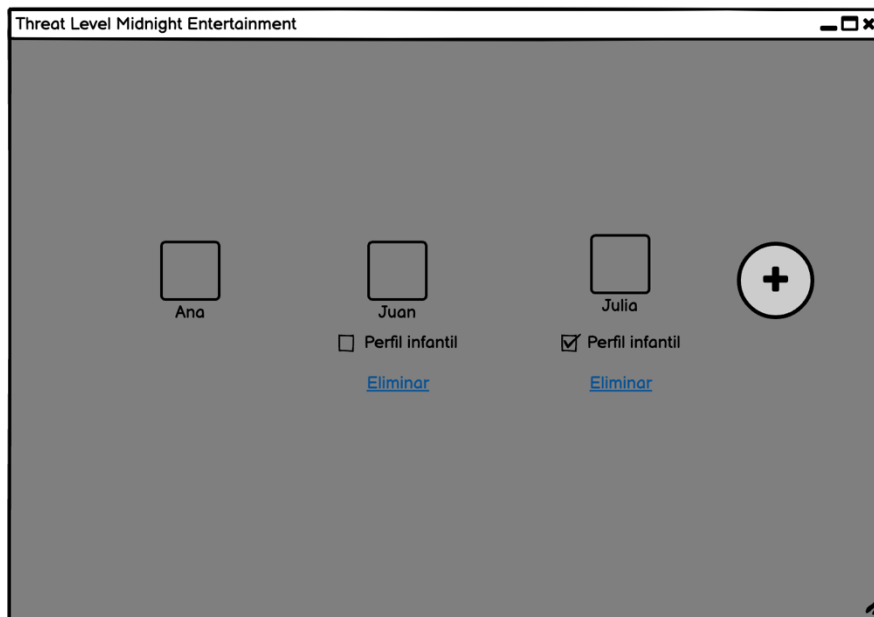 Threat Level Midnight Entertainment
Ana
Juan
Julia
Perfil infantil
Perfil infantil
Eliminar
Eliminar